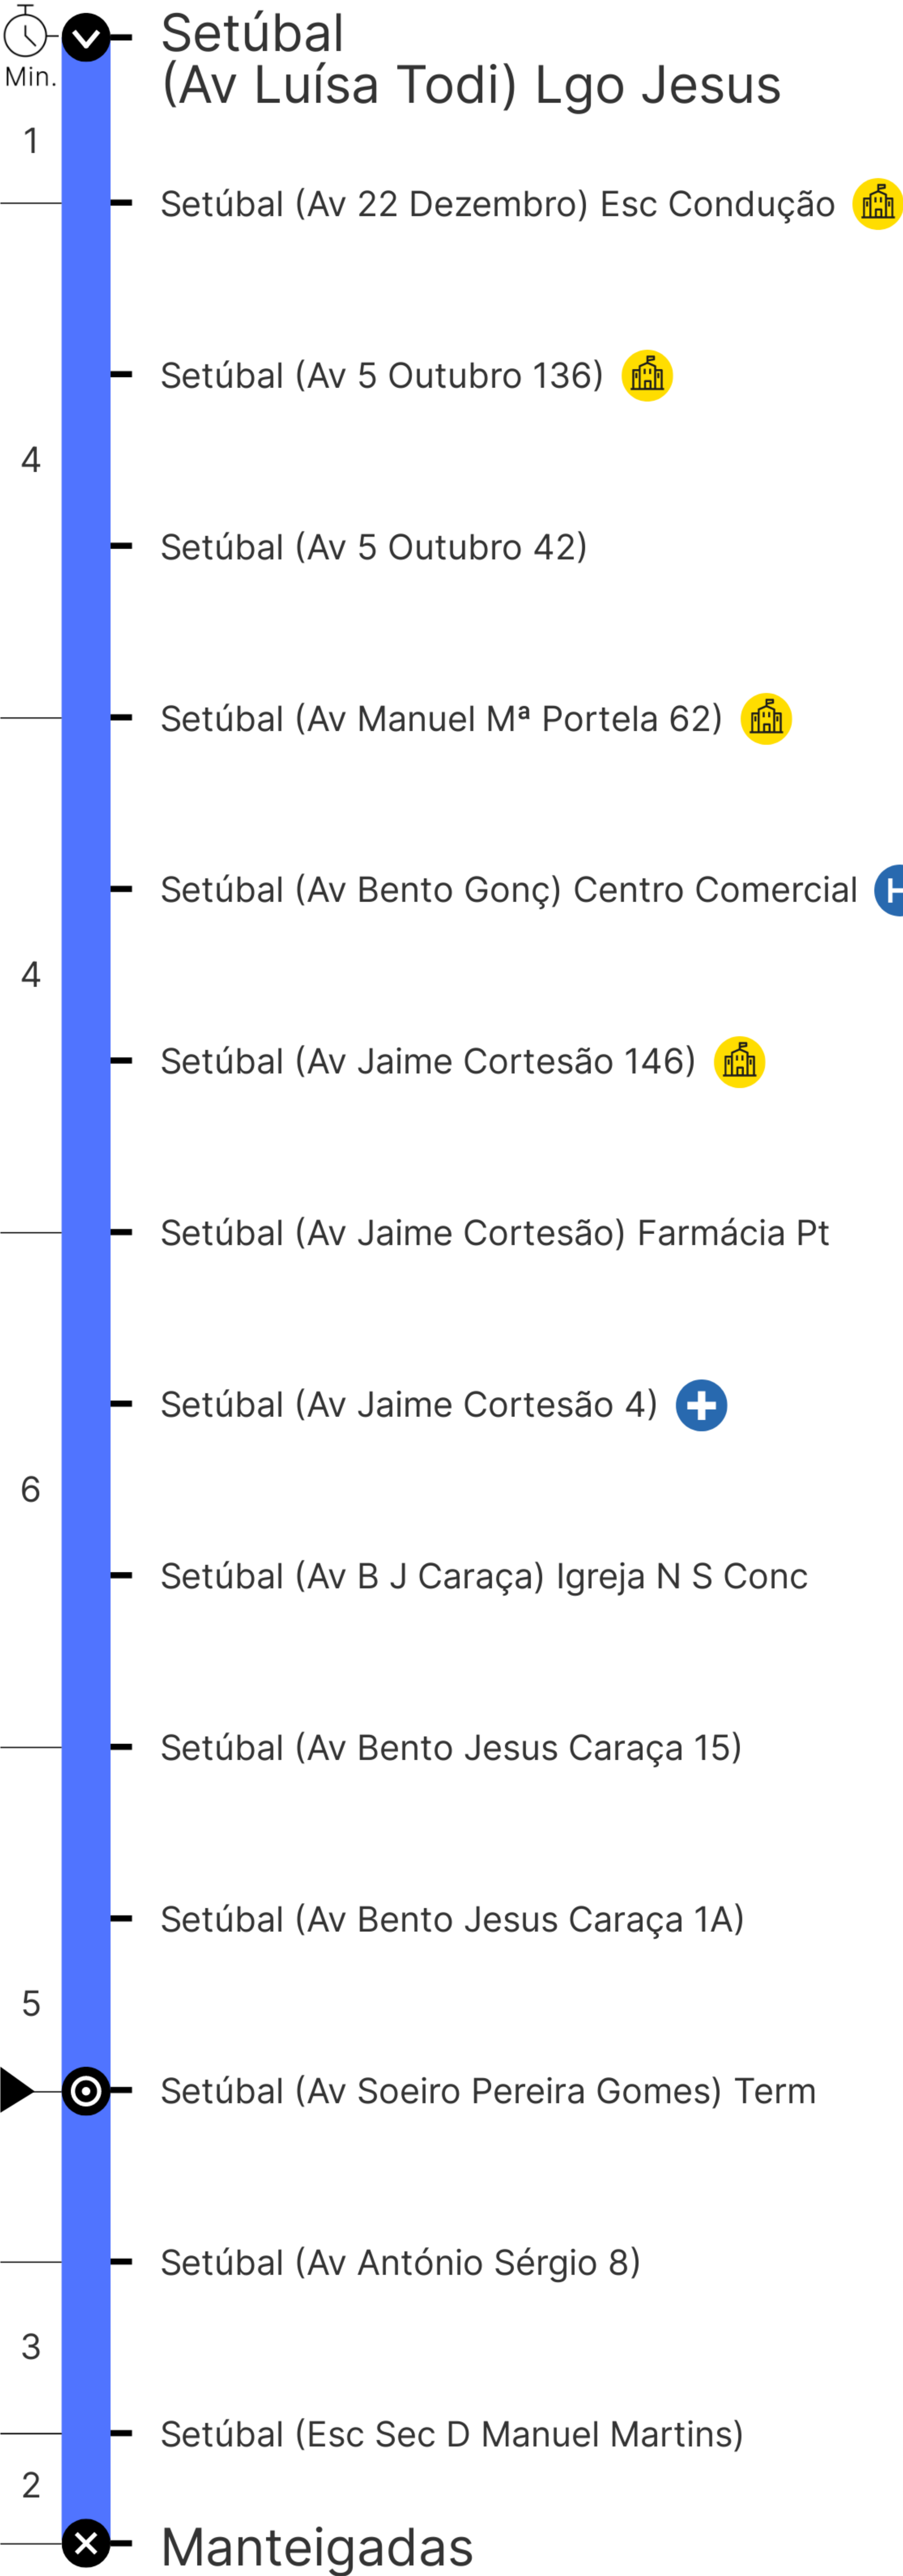 Setúbal
(Av Luísa Todi) Lgo Jesus
Min.
1
Setúbal (Av 22 Dezembro) Esc Condução
Setúbal (Av 5 Outubro 136)
4
Setúbal (Av 5 Outubro 42)
Setúbal (Av Manuel Mª Portela 62)
Setúbal (Av Bento Gonç) Centro Comercial H
4
Setúbal (Av Jaime Cortesão 146)
Setúbal (Av Jaime Cortesão) Farmácia Pt
Setúbal (Av Jaime Cortesão 4)
6
Setúbal (Av B J Caraça) Igreja N S Conc
Setúbal (Av Bento Jesus Caraça 15)
Setúbal (Av Bento Jesus Caraça 1A)
5
Setúbal (Av Soeiro Pereira Gomes) Term
Setúbal (Av António Sérgio 8)
3
Setúbal (Esc Sec D Manuel Martins)
2
Manteigadas